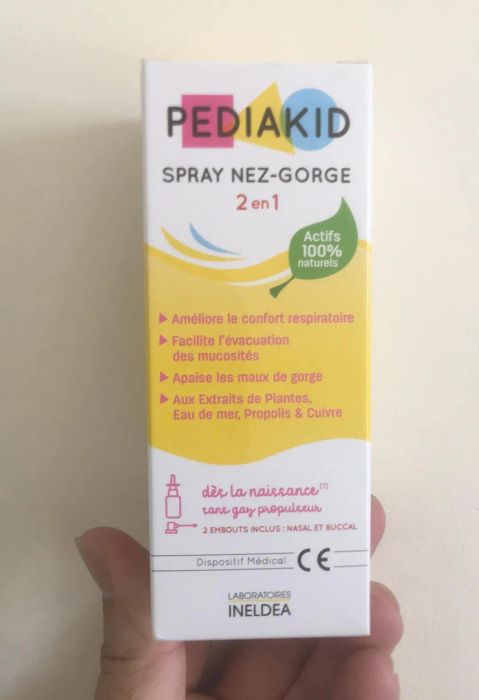 PEDIAKID
SPRAY NEZ-GORGE
2 en 1
Actifs
100%
naturels
Améliore le confort respiratoire
Facilite l'évacuation
des mucosités
Apaise les maux de gorge
Aux Extraits de Plantes,
Eau de mer, Propolis & Cuivre
dès la naissance (1)
sans gaz propulseur
2 EMBOUTS INCLUS : NASAL ET BUCCAL
Dispositif Médical CE
LABORATOIRES
INELDEA